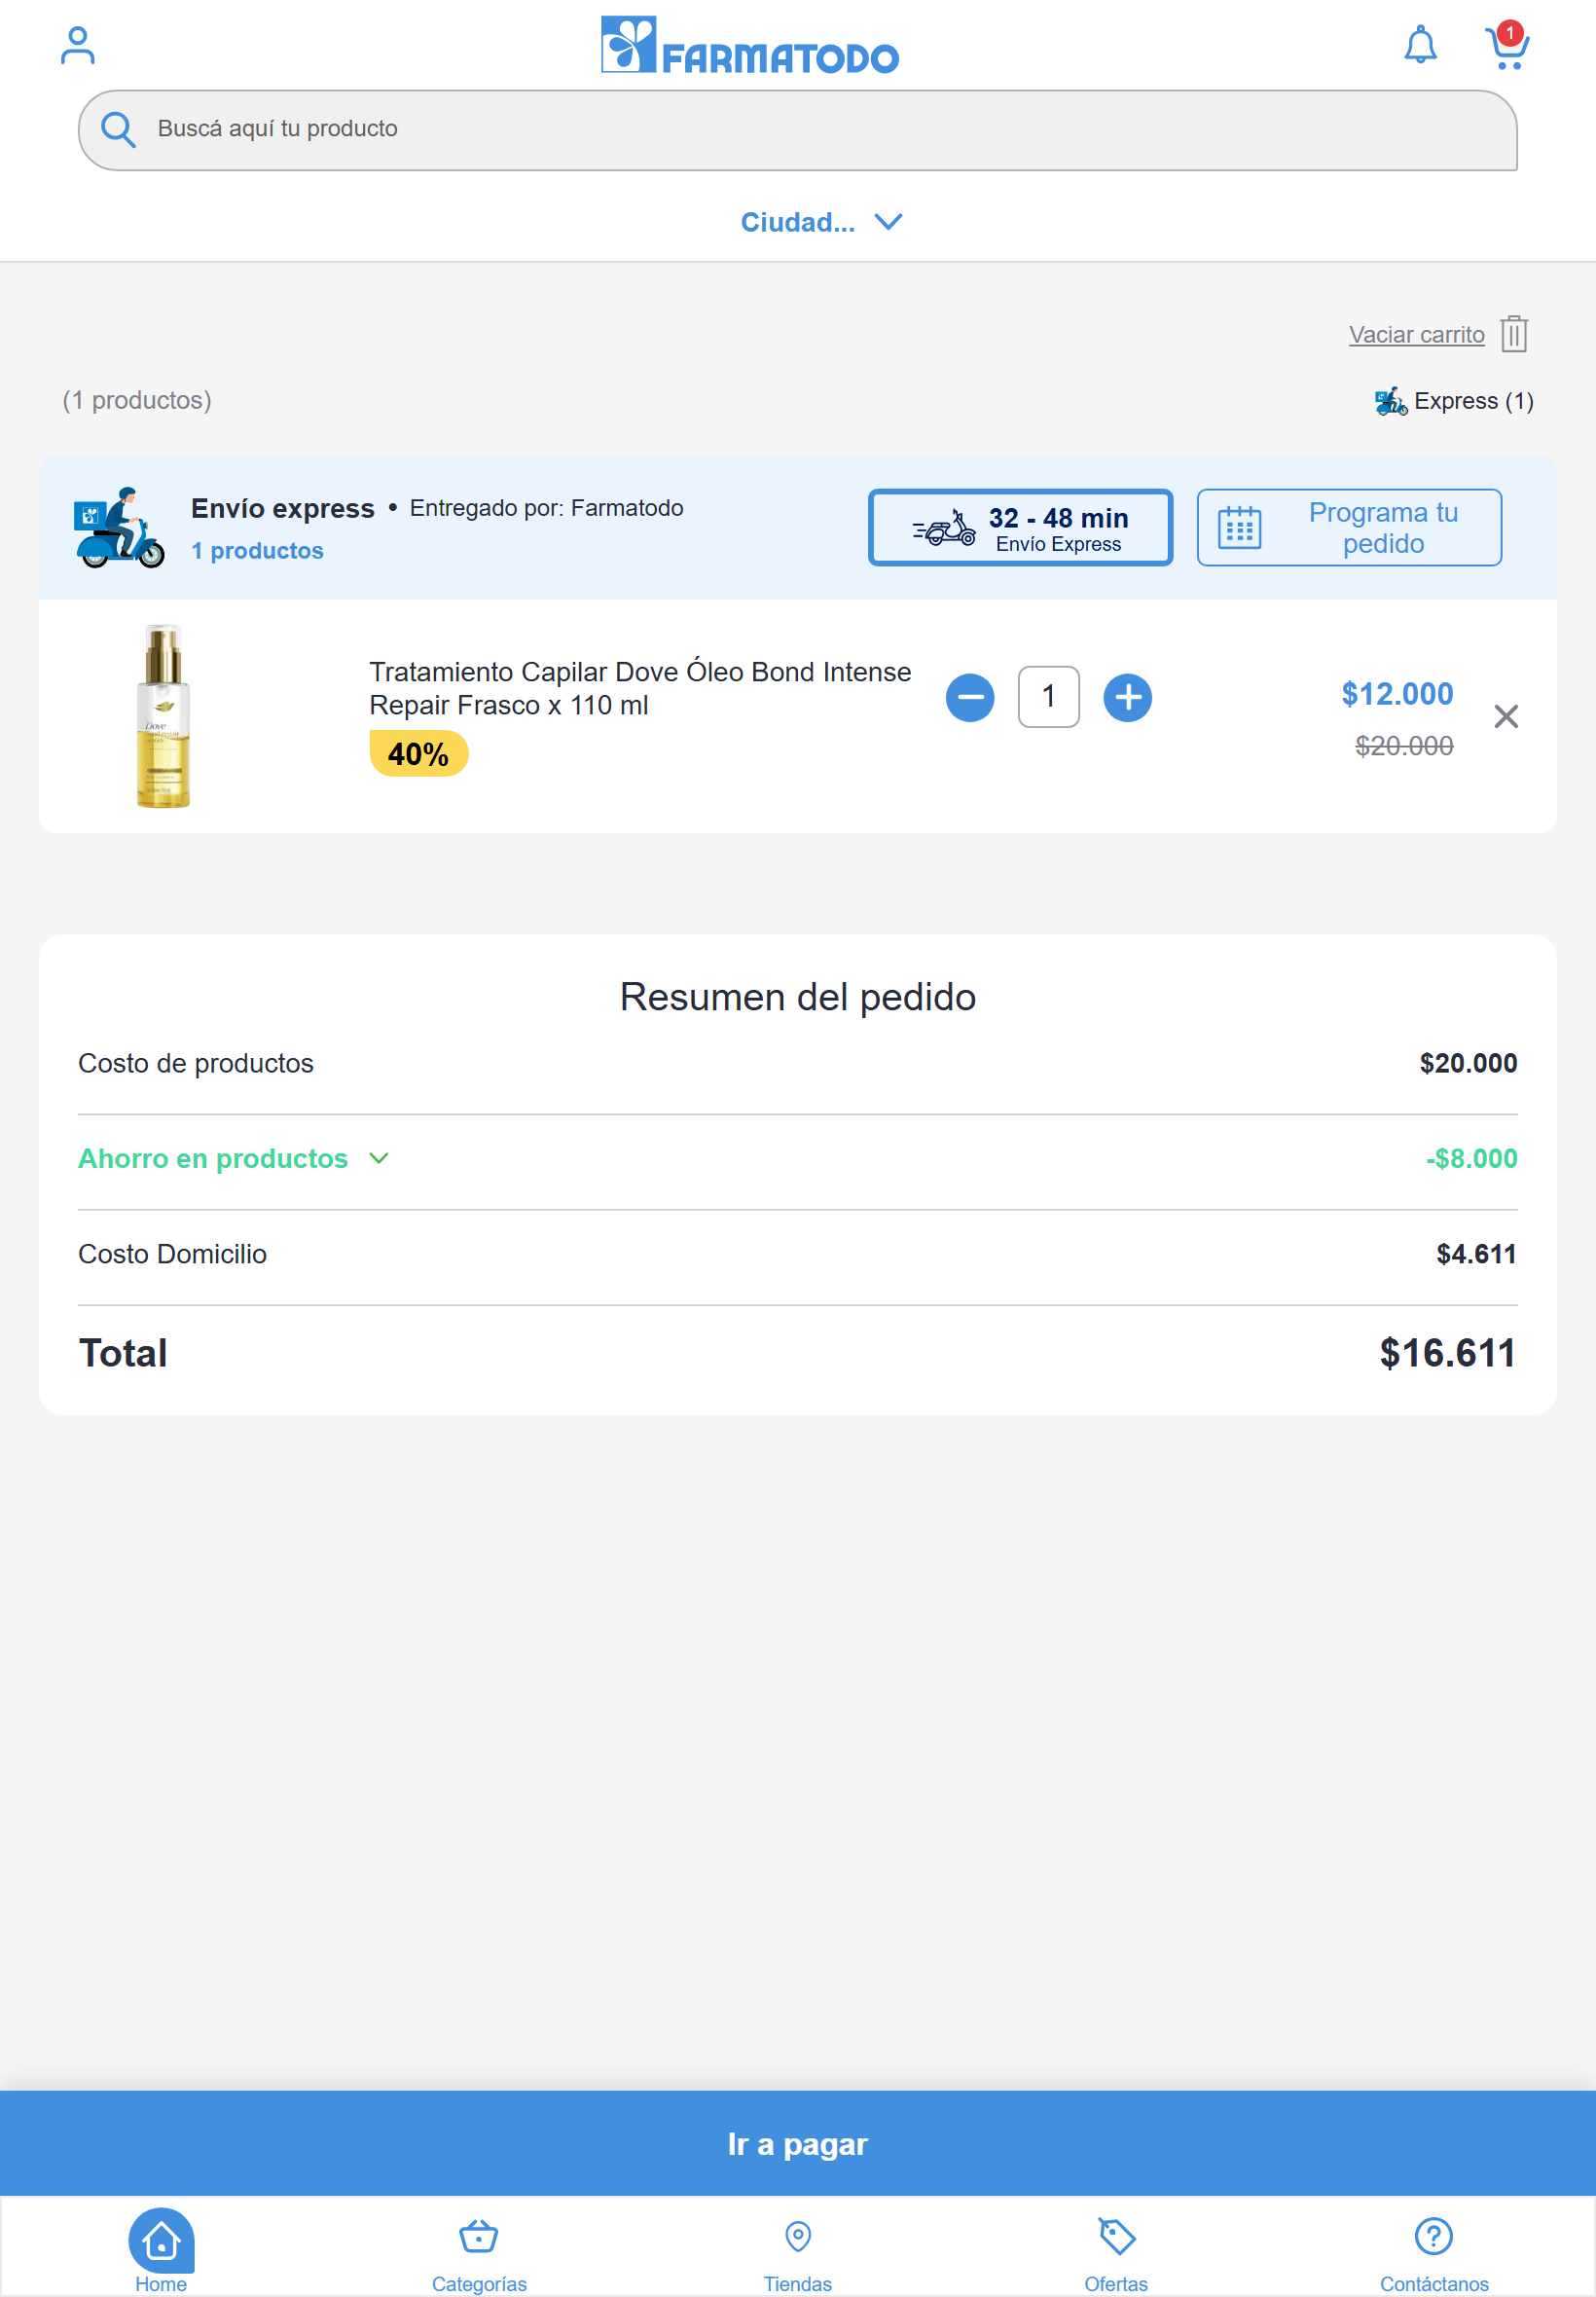 FARMATODO
1
Buscá aquí tu producto
Ciudad...
Vaciar carrito
(1 productos)
Express (1)
Envío express • Entregado por: Farmatodo
1 productos
32 - 48 min
Envío Express
Programa tu
pedido
Dove
Tratamiento Capilar Dove Óleo Bond Intense
Repair Frasco x 110 ml
40%
1
$12.000
$20.000
Resumen del pedido
Costo de productos $20.000
Ahorro en productos -$8.000
Costo Domicilio $4.611
Total $16.611
Ir a pagar
Home
Categorías
Tiendas
Ofertas
Contáctanos